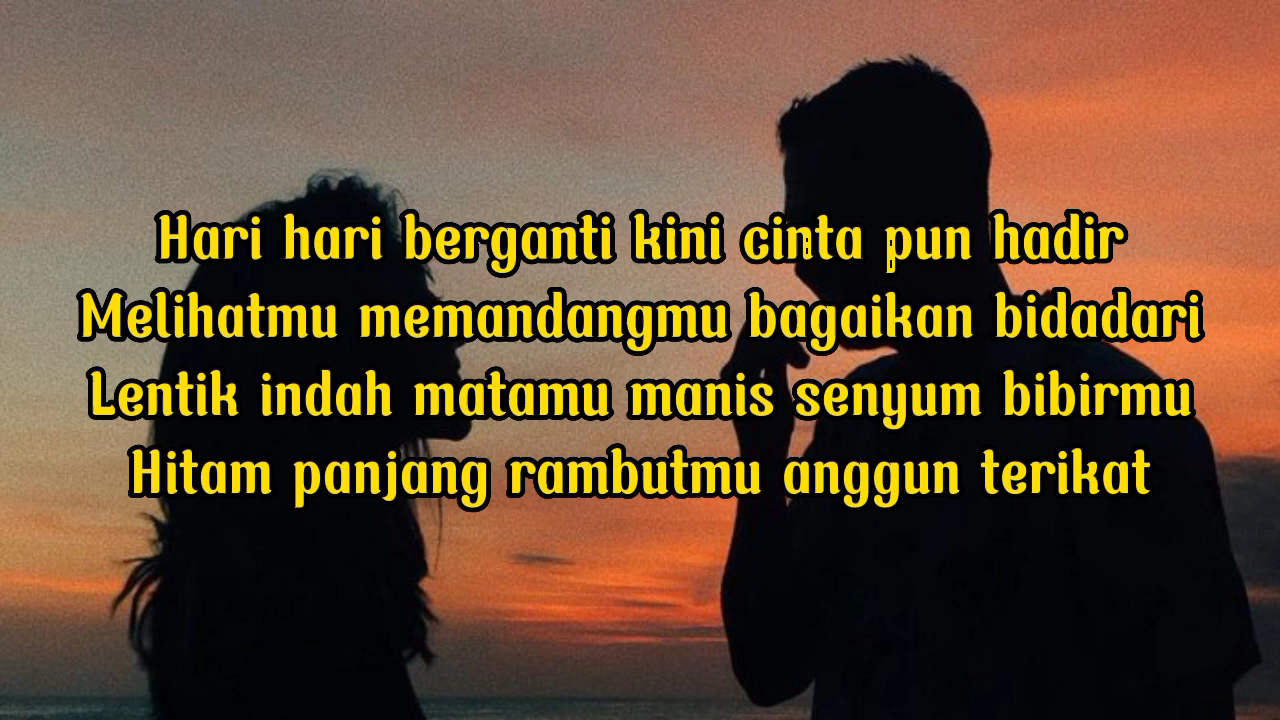 Hari hari berganti kini cinta pun hadir
Melihatmu memandangmu bagaikan bidadari
Lentik indah matamu manis senyum bibirmu
Hitam panjang rambutmu anggun terikat